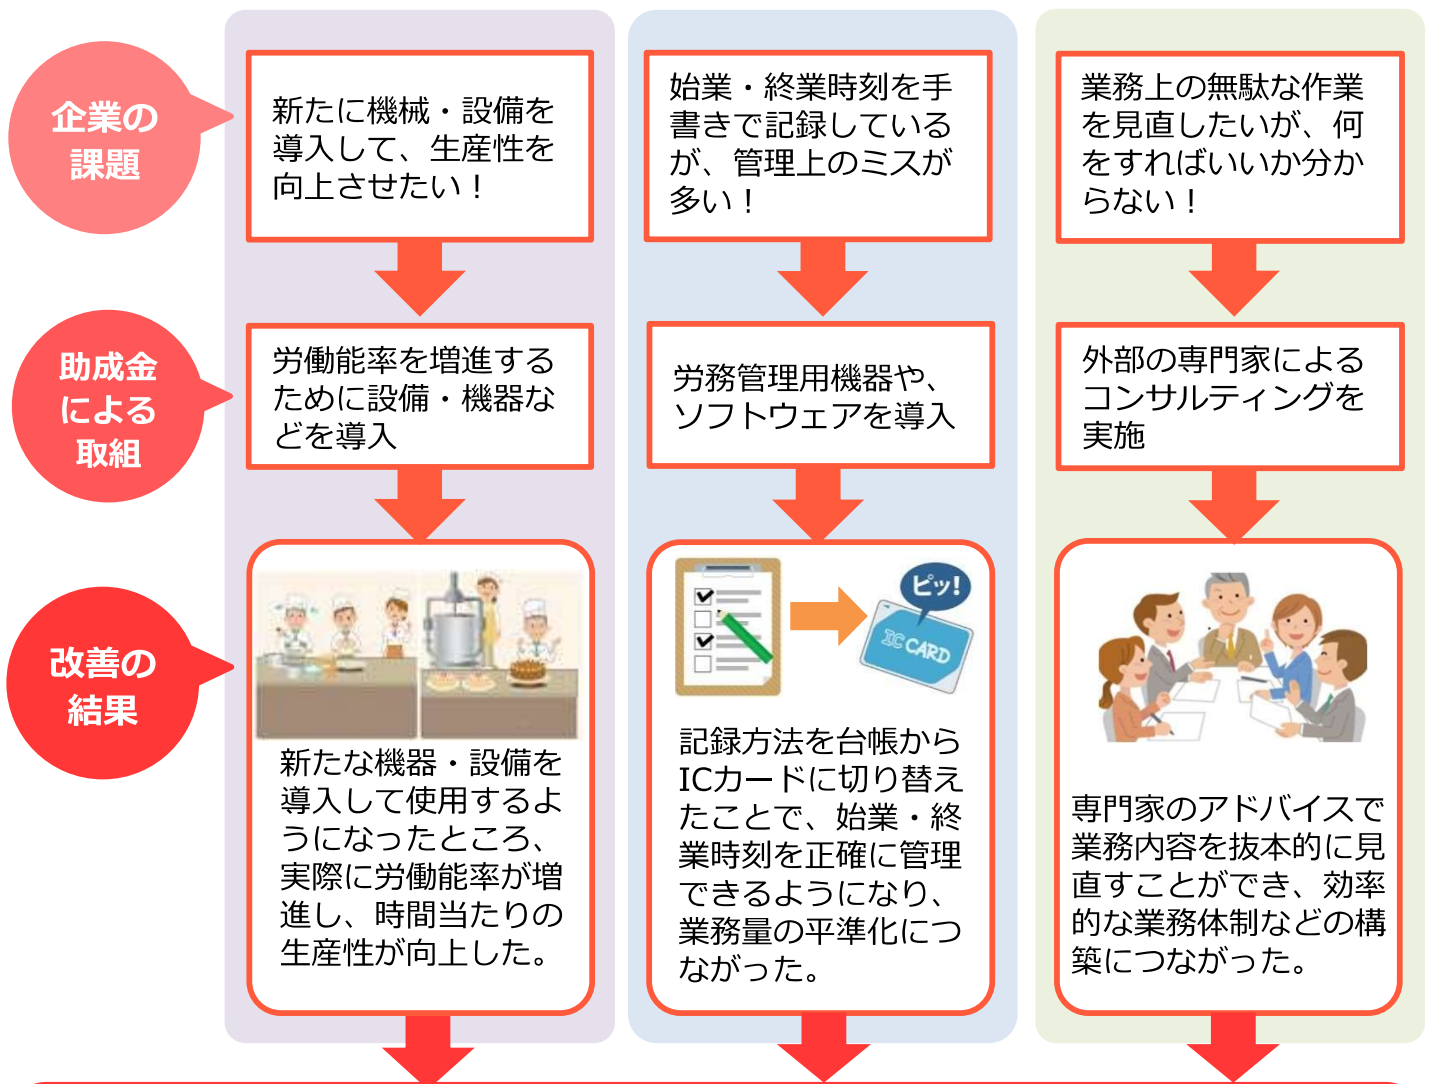 企業の
課題
新たに機械・設備を
導入して、生産性を
向上させたい！
始業・終業時刻を手
書きで記録している
が、管理上のミスが
多い！
業務上の無駄な作業
を見直したいが、何
をすればいいか分か
らない！
助成金
による
取組
労働能率を増進する
ために設備・機器な
どを導入
労務管理用機器や、
ソフトウェアを導入
外部の専門家による
コンサルティングを
実施
改善の
結果
新たな機器・設備を
導入して使用するよ
うになったところ、
実際に労働能率が増
進し、時間当たりの
生産性が向上した。
ピッ!
IC CARD
記録方法を台帳から
ICカードに切り替え
たことで、始業・終
業時刻を正確に管理
できるようになり、
業務量の平準化につ
ながった。
専門家のアドバイスで
業務内容を抜本的に見
直すことができ、効率
的な業務体制などの構
築につながった。